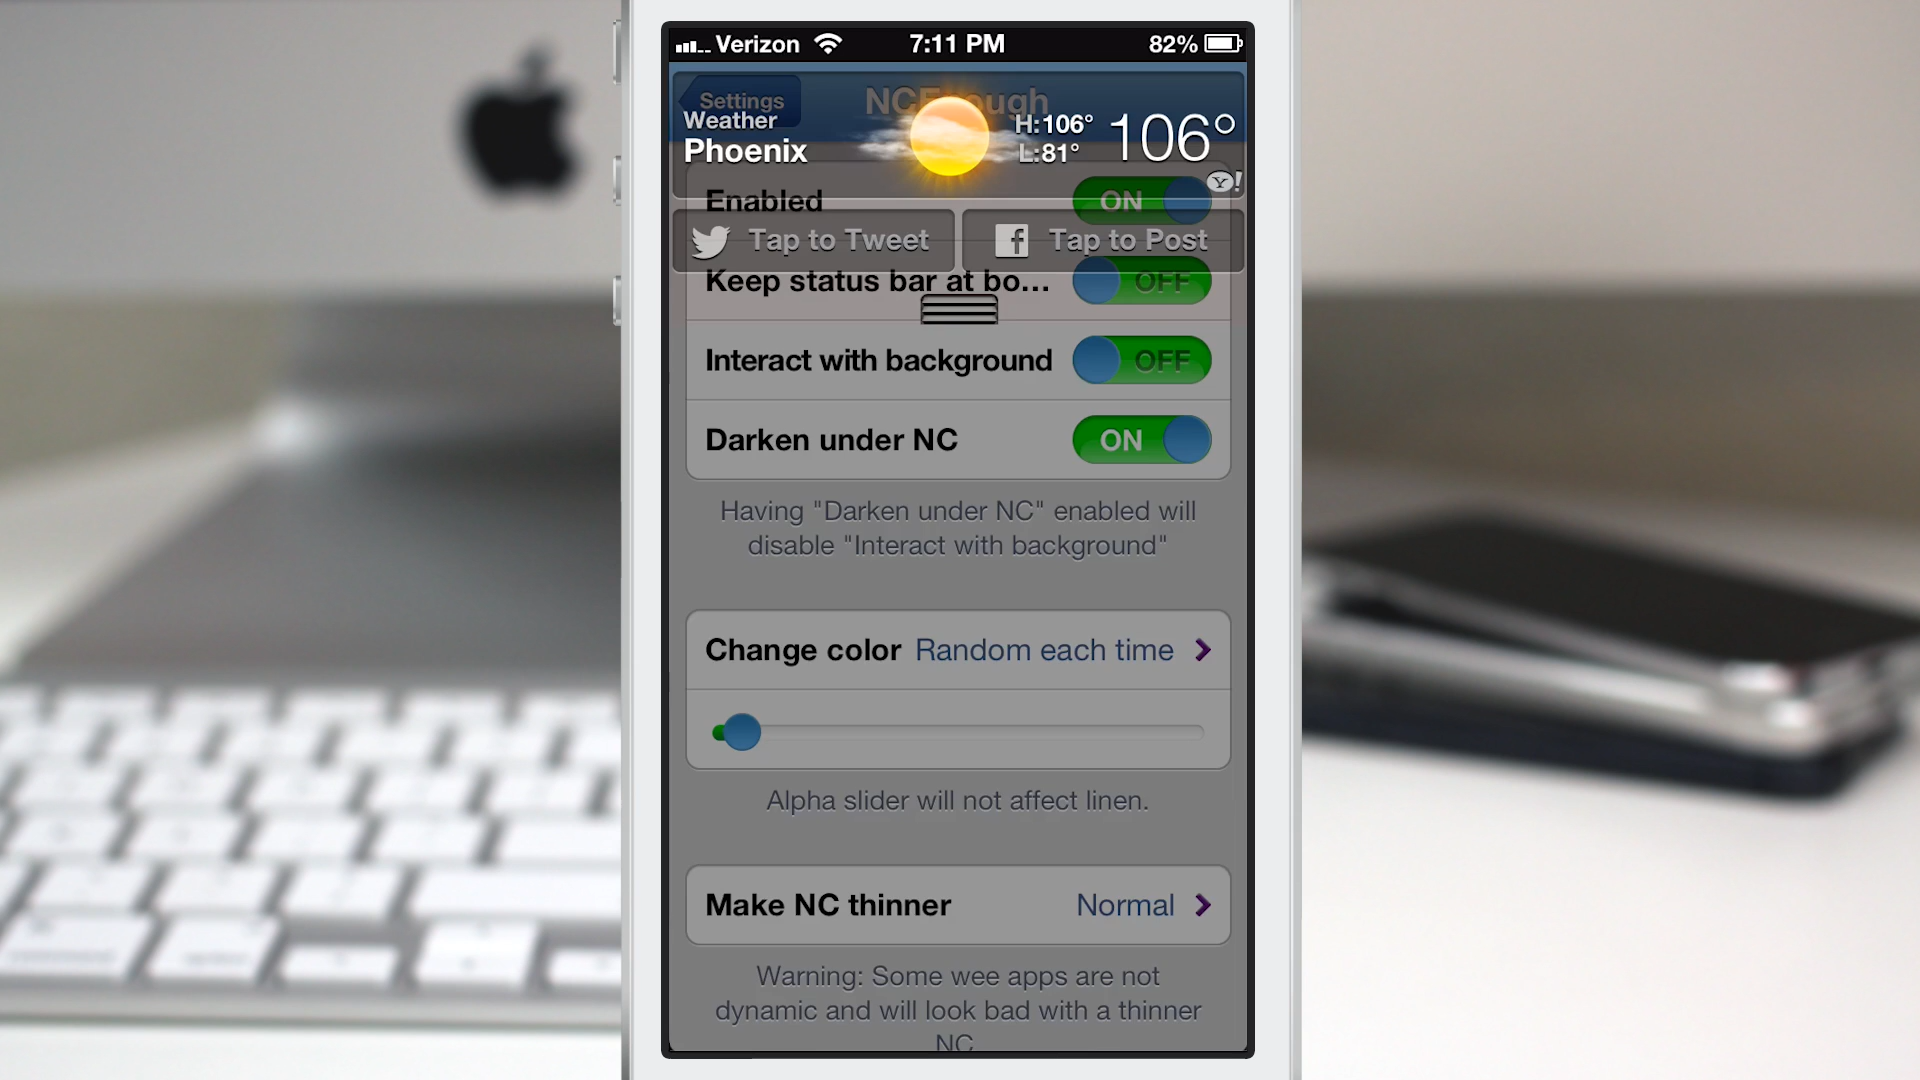 Verizon 7:11 PM 82%
Settings
Weather
Phoenix
H:106° 106°
L:81°
Y!
Enabled ON
Tap to Tweet f Tap to Post
Keep status bar at bo... OFF
Interact with background OFF
Darken under NC ON
Having "Darken under NC" enabled will
disable "Interact with background"
Change color Random each time
Alpha slider will not affect linen.
Make NC thinner Normal
Warning: Some wee apps are not
dynamic and will look bad with a thinner
NC